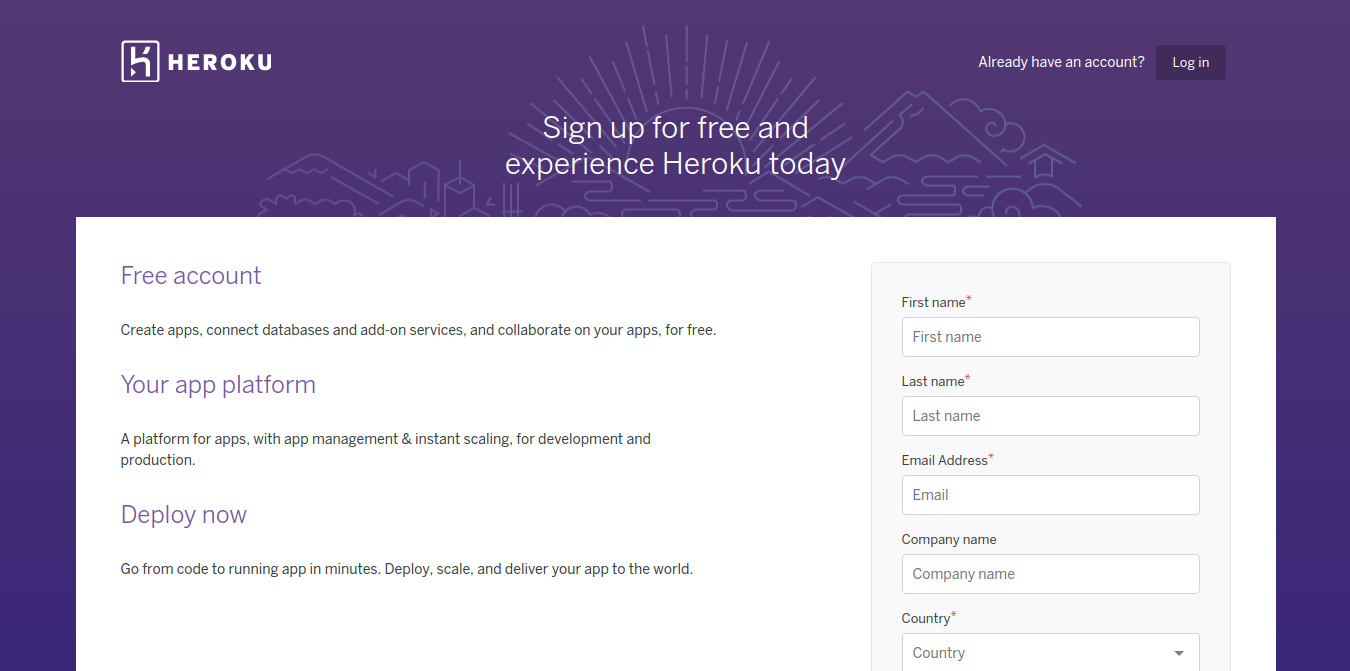 HEROKU
Already have an account?
Log in
Sign up for free and
experience Heroku today
Free account
Create apps, connect databases and add-on services, and collaborate on your apps, for free.
Your app platform
A platform for apps, with app management & instant scaling, for development and
production.
Deploy now
Go from code to running app in minutes. Deploy, scale, and deliver your app to the world.
First name*
First name
Last name*
Last name
Email Address*
Email
Company name
Company name
Country*
Country